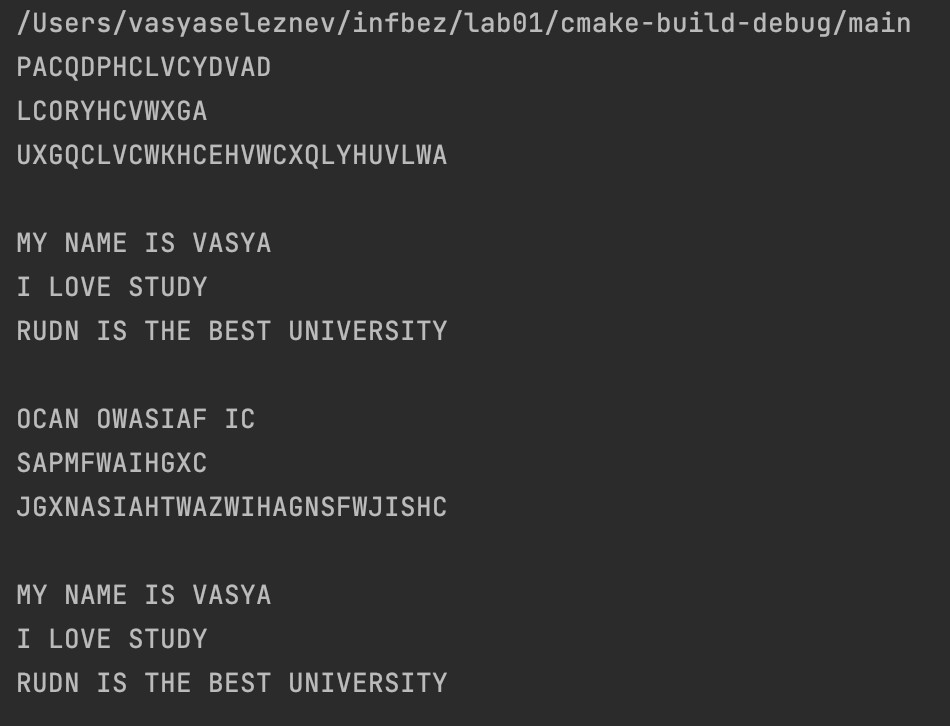 /Users/vasyaseleznev/infbez/lab01/cmake-build-debug/main
PACQDPHCLVCYDVAD
LCORYHCVWXGA
UXGQCLVCWKHCEHVWCXQLYHUVLWA
MY NAME IS VASYA
I LOVE STUDY
RUDN IS THE BEST UNIVERSITY
OCAN OWASIAF IC
SAPMFWAIHGXC
JGXNASIAHTWAZWIHAGNSFWJISHC
MY NAME IS VASYA
I LOVE STUDY
RUDN IS THE BEST UNIVERSITY